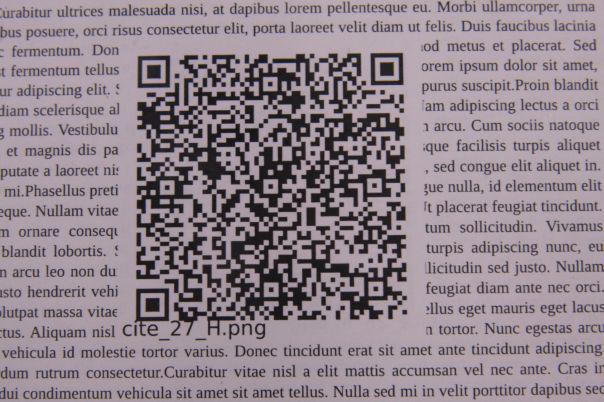 Curabitur ultrices malesuada nisi, at dapibus lorem pellentesque eu. Morbi ullamcorper, urna
bus posuere, orci risus consectetur elit, porta laoreet velit diam ut felis. Duis faucibus lacinia
c fermentum. Don od metus et placerat. Sed
t fermentum tellus orem ipsum dolor sit amet,
ur adipiscing elit. S purus suscipit.Proin blandit
diam scelerisque al am adipiscing lectus a orci
g mollis. Vestibulu n arcu. Cum sociis natoque
et magnis dis pa sque facilisis turpis aliquet
putate a laoreet nis , sed congue elit aliquet in.
mi.Phasellus preti gue nulla, id elementum elit
eque. Nullam vitae Ut placerat feugiat tincidunt.
m ornare consequ tum sollicitudin. Vivamus
blandit lobortis. S turpis adipiscing nunc, eu
n arcu leo non du llicitudin sed justo. Nullam
usto hendrerit vehi feugiat diam ante nec orci.
olutpat massa vitae ellus eget mauris eget lacus
ctus. Aliquam nisl cite_27_H.png n tortor. Nunc egestas arcu
vehicula id molestie tortor varius. Donec tincidunt erat sit amet ante tincidunt adipiscing
dum rutrum consectetur.Curabitur vitae nisl a elit mattis accumsan vel nec ante. Cras in
dui condimentum vehicula sit amet sit amet tellus. Nulla sed mi in velit porttitor dapibus sed